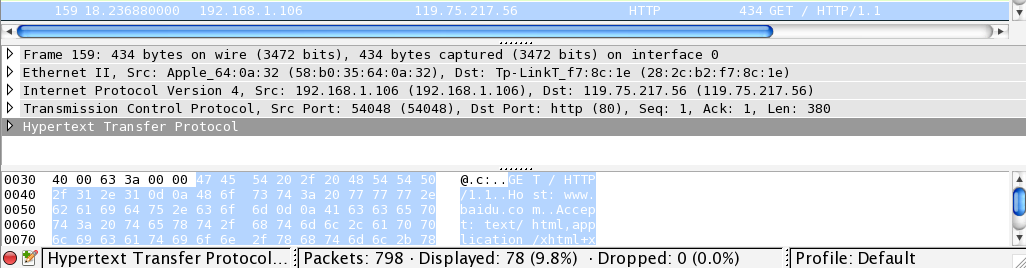 159 18.236880000 192.168.1.106 119.75.217.56 HTTP 434 GET / HTTP/1.1
Frame 159: 434 bytes on wire (3472 bits), 434 bytes captured (3472 bits) on interface 0
Ethernet II, Src: Apple_64:0a:32 (58:b0:35:64:0a:32), Dst: Tp-LinkT_f7:8c:1e (28:2c:b2:f7:8c:1e)
Internet Protocol Version 4, Src: 192.168.1.106 (192.168.1.106), Dst: 119.75.217.56 (119.75.217.56)
Transmission Control Protocol, Src Port: 54048 (54048), Dst Port: http (80), Seq: 1, Ack: 1, Len: 380
Hypertext Transfer Protocol
0030 40 00 63 3a 00 00 47 45 54 20 2f 20 48 54 54 50 @.c:..GE T / HTTP
0040 2f 31 2e 31 0d 0a 48 6f 73 74 3a 20 77 77 77 2e /1.1..Ho st: www.
0050 62 61 69 64 75 2e 63 6f 6d 0d 0a 41 63 63 65 70 baidu.co m..Accep
0060 74 3a 20 74 65 78 74 2f 68 74 6d 6c 2c 61 70 70 t: text/ html,app
0070 6c 69 63 61 74 69 6f 6e 2f 78 68 74 6d 6c 2b 78 lication /xhtml+x
Hypertext Transfer Protocol... Packets: 798 · Displayed: 78 (9.8%) · Dropped: 0 (0.0%) Profile: Default